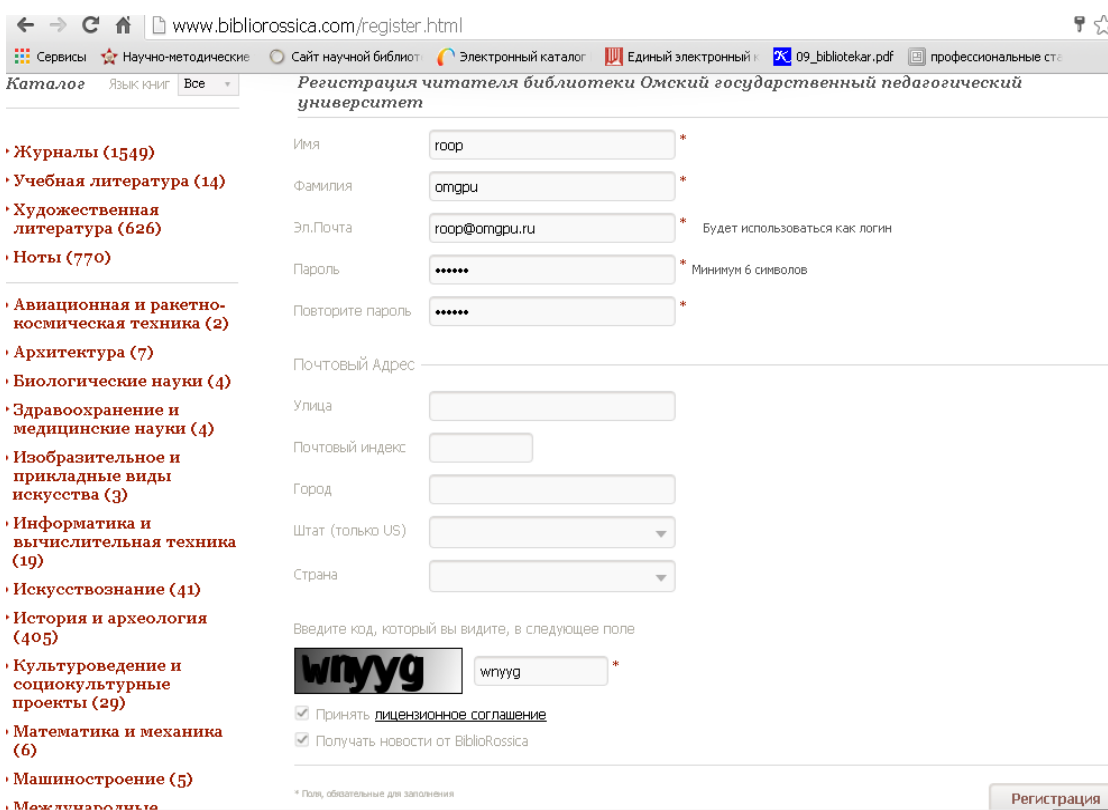 www.bibliorossica.com/register.html
Сервисы Научно-методические Сайт научной библиот Электронный каталог Единый электронный к 09_bibliotekar.pdf профессиональные ста
Каталог Язык книг Все
Журналы (1549)
Учебная литература (14)
Художественная
литература (626)
Ноты (770)
Авиационная и ракетно-
космическая техника (2)
Архитектура (7)
Биологические науки (4)
Здравоохранение и
медицинские науки (4)
Изобразительное и
прикладные виды
искусства (3)
Информатика и
вычислительная техника
(19)
Искусствознание (41)
История и археология
(405)
Культуроведение и
социокультурные
проекты (29)
Математика и механика
(6)
Машиностроение (5)
Международные
Регистрация читателя библиотеки Омский государственный педагогический
университет
Имя roop *
Фамилия omgpu *
Эл.Почта roop@omgpu.ru * Будет использоваться как логин
Пароль •••••• * Минимум 6 символов
Повторите пароль •••••• *
Почтовый Адрес
Улица
Почтовый индекс
Город
Штат (только US)
Страна
Введите код, который вы видите, в следующее поле
wnyyg wnyyg *
Принять лицензионное соглашение
Получать новости от BiblioRossica
* Поля, обязательные для заполнения
Регистрация